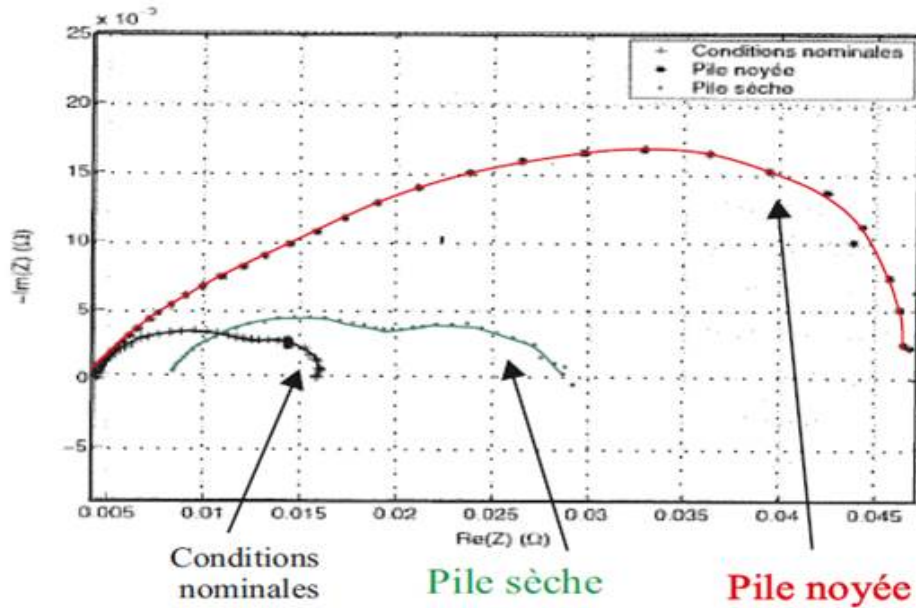 x 10⁻³
25
20
15
10
5
0
−5
−Im(Z) (Ω)
Conditions nominales
Pile noyée
Pile sèche
0.005 0.01 0.015 0.02 0.025 0.03 0.035 0.04 0.045
Re(Z) (Ω)
Conditions
nominales
Pile sèche
Pile noyée